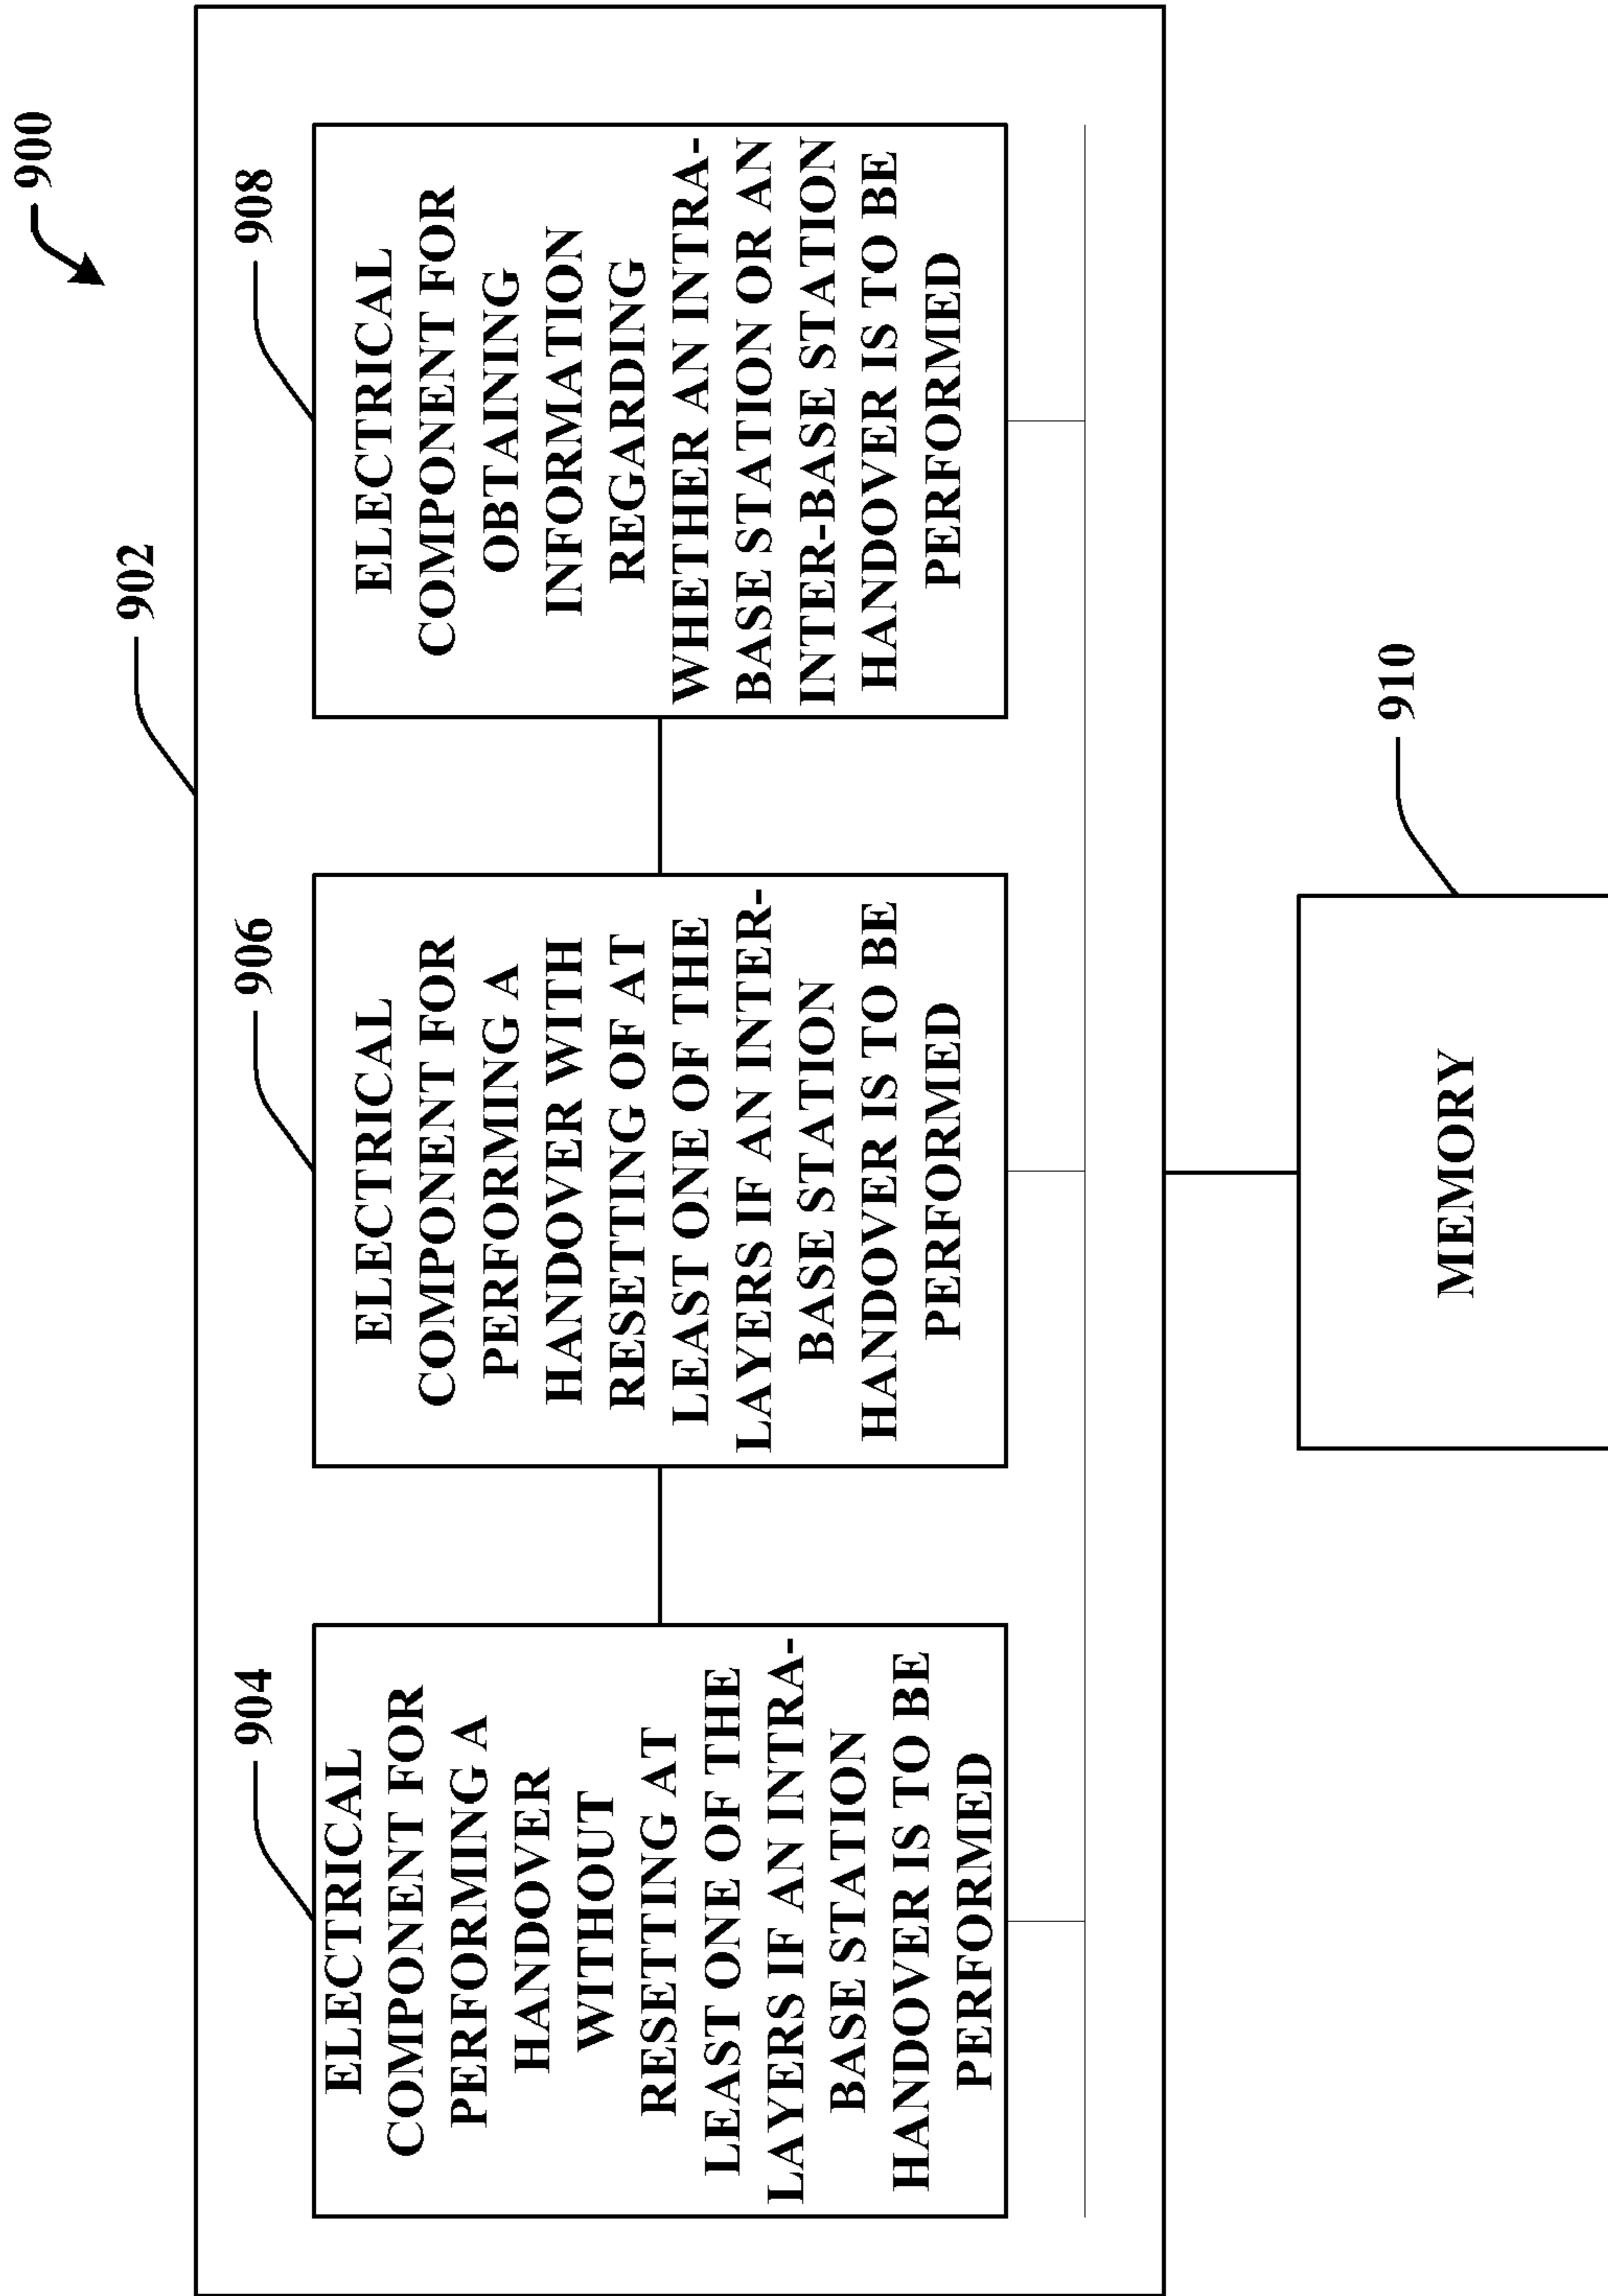 900
902
904
ELECTRICAL
COMPONENT FOR
PERFORMING A
HANDOVER
WITHOUT
RESETTING AT
LEAST ONE OF THE
LAYERS IF AN INTRA-
BASE STATION
HANDOVER IS TO BE
PERFORMED
906
ELECTRICAL
COMPONENT FOR
PERFORMING A
HANDOVER WITH
RESETTING OF AT
LEAST ONE OF THE
LAYERS IF AN INTER-
BASE STATION
HANDOVER IS TO BE
PERFORMED
908
ELECTRICAL
COMPONENT FOR
OBTAINING
INFORMATION
REGARDING
WHETHER AN INTRA-
BASE STATION OR AN
INTER-BASE STATION
HANDOVER IS TO BE
PERFORMED
910
MEMORY